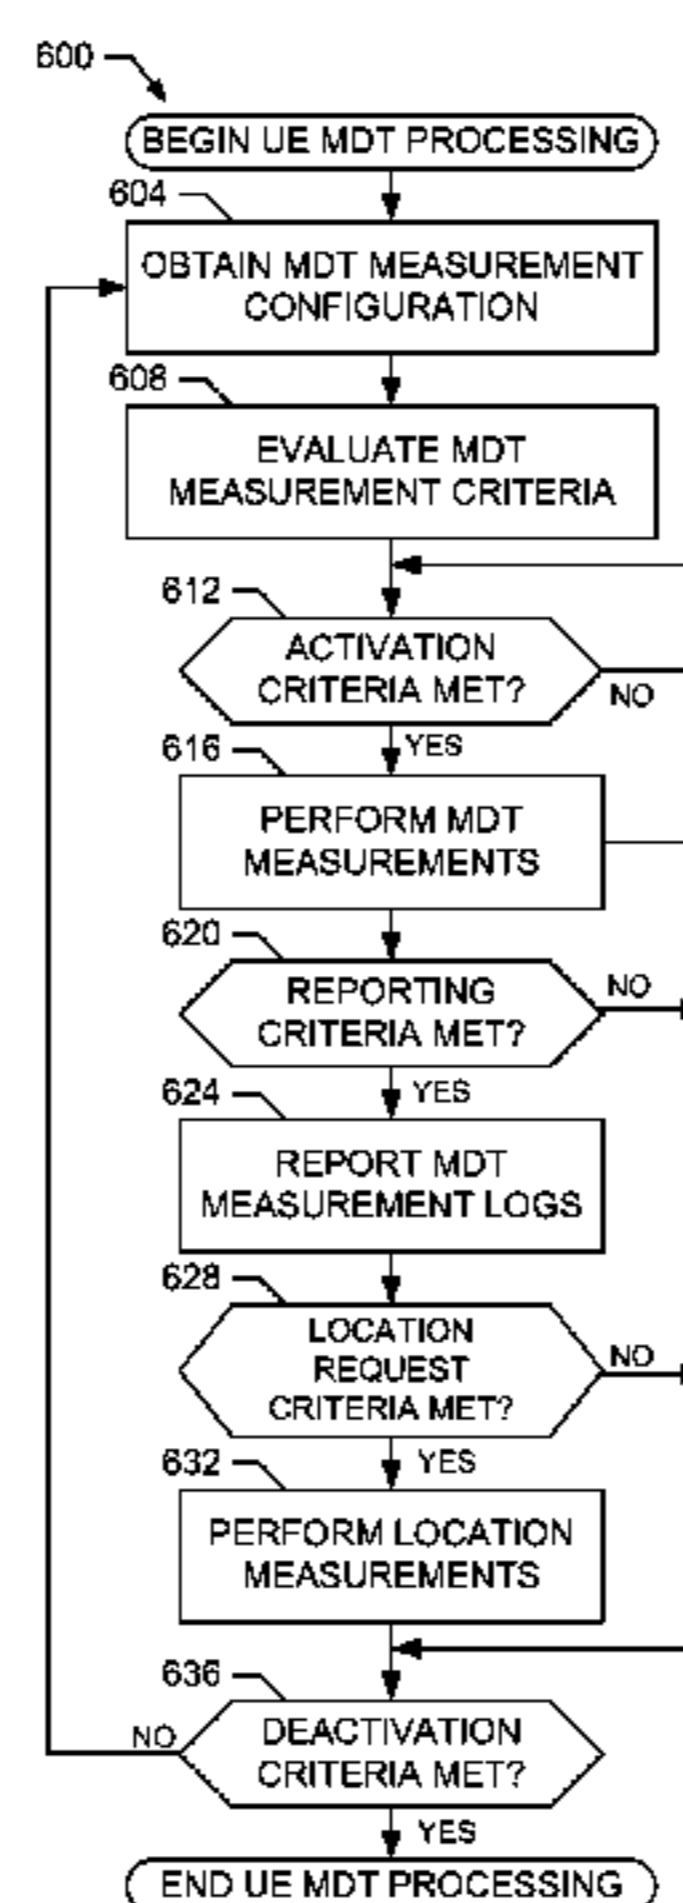 600
BEGIN UE MDT PROCESSING
604
OBTAIN MDT MEASUREMENT
CONFIGURATION
608
EVALUATE MDT
MEASUREMENT CRITERIA
612
ACTIVATION
CRITERIA MET?
NO
YES
616
PERFORM MDT
MEASUREMENTS
620
REPORTING
CRITERIA MET?
NO
YES
624
REPORT MDT
MEASUREMENT LOGS
628
LOCATION
REQUEST
CRITERIA MET?
NO
YES
632
PERFORM LOCATION
MEASUREMENTS
636
DEACTIVATION
CRITERIA MET?
NO
YES
END UE MDT PROCESSING